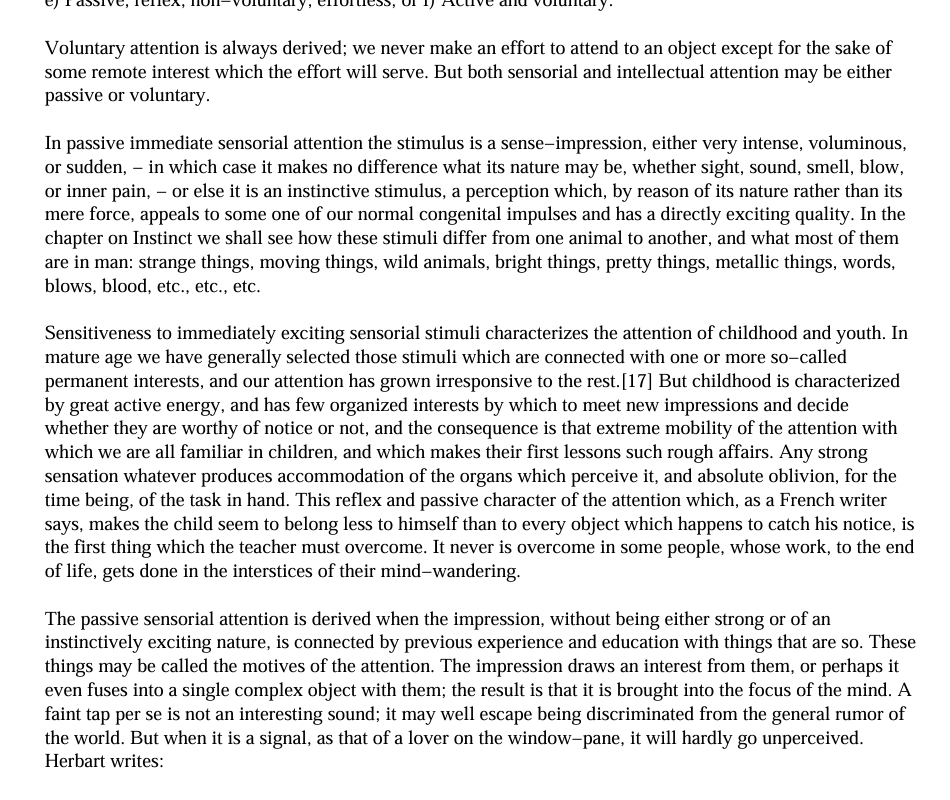 e) Passive, reflex, non–voluntary, effortless, or f) Active and voluntary.
Voluntary attention is always derived; we never make an effort to attend to an object except for the sake of
some remote interest which the effort will serve. But both sensorial and intellectual attention may be either
passive or voluntary.
In passive immediate sensorial attention the stimulus is a sense–impression, either very intense, voluminous,
or sudden, – in which case it makes no difference what its nature may be, whether sight, sound, smell, blow,
or inner pain, – or else it is an instinctive stimulus, a perception which, by reason of its nature rather than its
mere force, appeals to some one of our normal congenital impulses and has a directly exciting quality. In the
chapter on Instinct we shall see how these stimuli differ from one animal to another, and what most of them
are in man: strange things, moving things, wild animals, bright things, pretty things, metallic things, words,
blows, blood, etc., etc., etc.
Sensitiveness to immediately exciting sensorial stimuli characterizes the attention of childhood and youth. In
mature age we have generally selected those stimuli which are connected with one or more so–called
permanent interests, and our attention has grown irresponsive to the rest.[17] But childhood is characterized
by great active energy, and has few organized interests by which to meet new impressions and decide
whether they are worthy of notice or not, and the consequence is that extreme mobility of the attention with
which we are all familiar in children, and which makes their first lessons such rough affairs. Any strong
sensation whatever produces accommodation of the organs which perceive it, and absolute oblivion, for the
time being, of the task in hand. This reflex and passive character of the attention which, as a French writer
says, makes the child seem to belong less to himself than to every object which happens to catch his notice, is
the first thing which the teacher must overcome. It never is overcome in some people, whose work, to the end
of life, gets done in the interstices of their mind–wandering.
The passive sensorial attention is derived when the impression, without being either strong or of an
instinctively exciting nature, is connected by previous experience and education with things that are so. These
things may be called the motives of the attention. The impression draws an interest from them, or perhaps it
even fuses into a single complex object with them; the result is that it is brought into the focus of the mind. A
faint tap per se is not an interesting sound; it may well escape being discriminated from the general rumor of
the world. But when it is a signal, as that of a lover on the window–pane, it will hardly go unperceived.
Herbart writes: